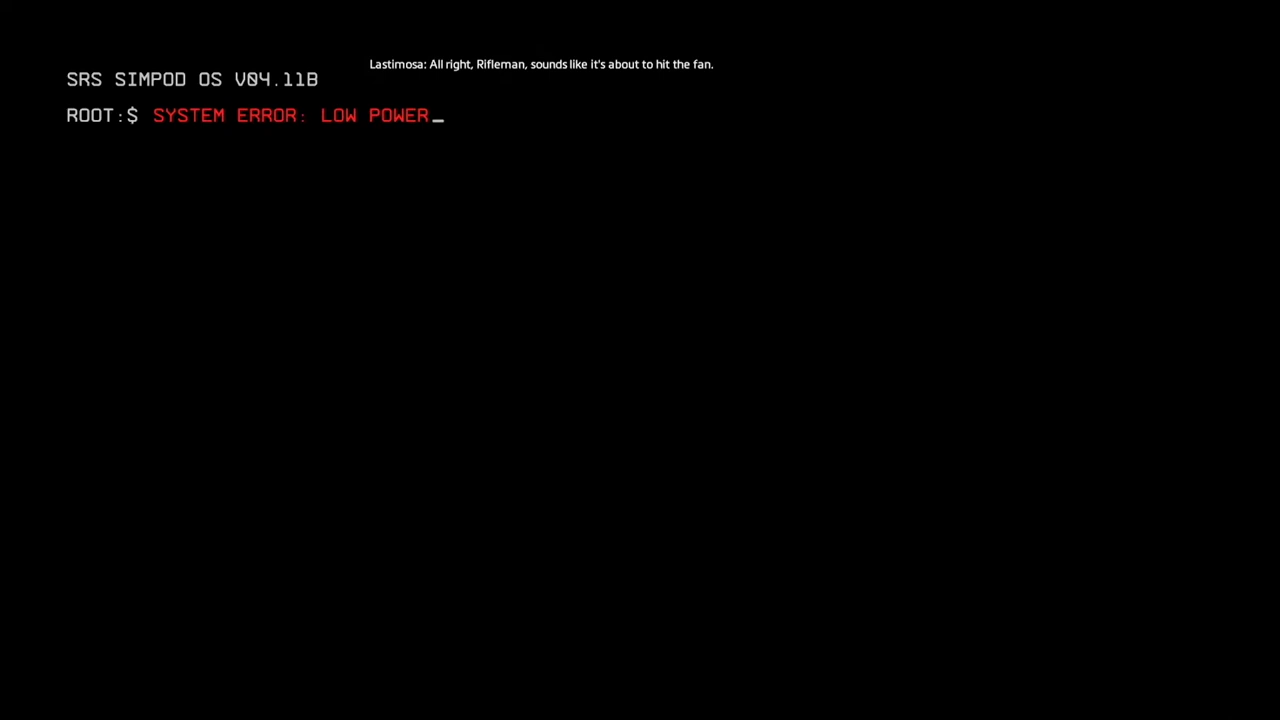 Lastimosa: All right, Rifleman, sounds like it's about to hit the fan.
SRS SIMPOD OS V04.11B
ROOT:$ SYSTEM ERROR: LOW POWER_